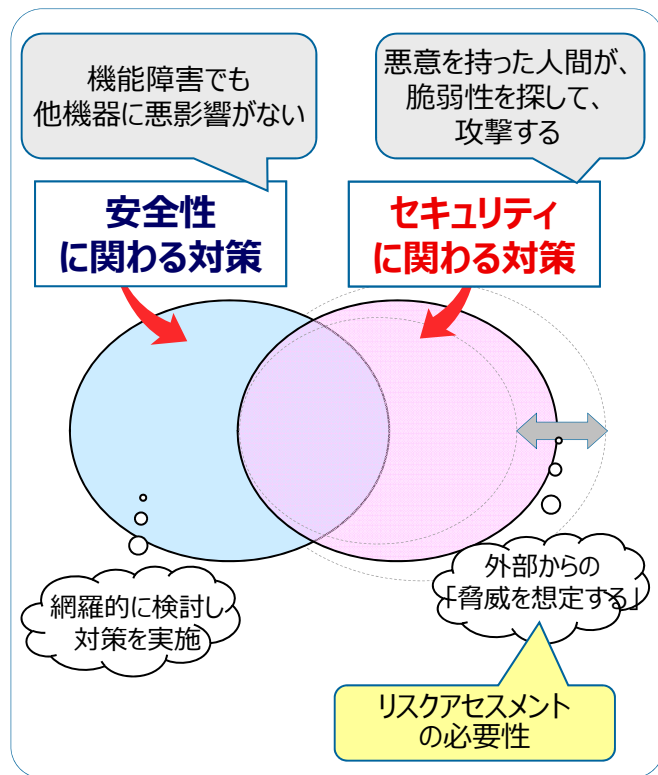 機能障害でも
他機器に悪影響がない
悪意を持った人間が、
脆弱性を探して、
攻撃する
安全性
に関わる対策
セキュリティ
に関わる対策
網羅的に検討し
対策を実施
外部からの
「脅威を想定する」
リスクアセスメント
の必要性